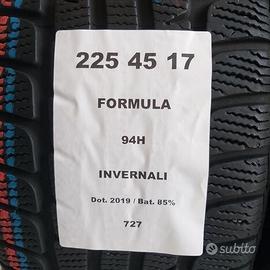 225 45 17
FORMULA
94H
INVERNALI
Dot. 2019 / Bat. 85%
727
subito